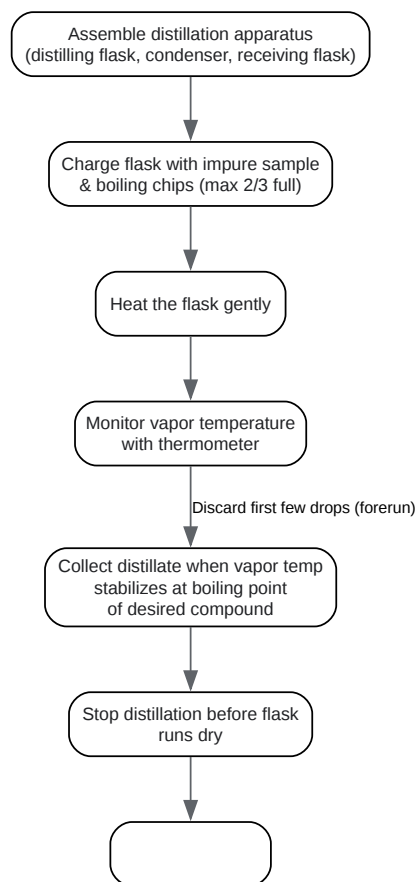 Assemble distillation apparatus
(distilling flask, condenser, receiving flask)
Charge flask with impure sample
& boiling chips (max 2/3 full)
Heat the flask gently
Monitor vapor temperature
with thermometer
Discard first few drops (forerun)
Collect distillate when vapor temp
stabilizes at boiling point
of desired compound
Stop distillation before flask
runs dry